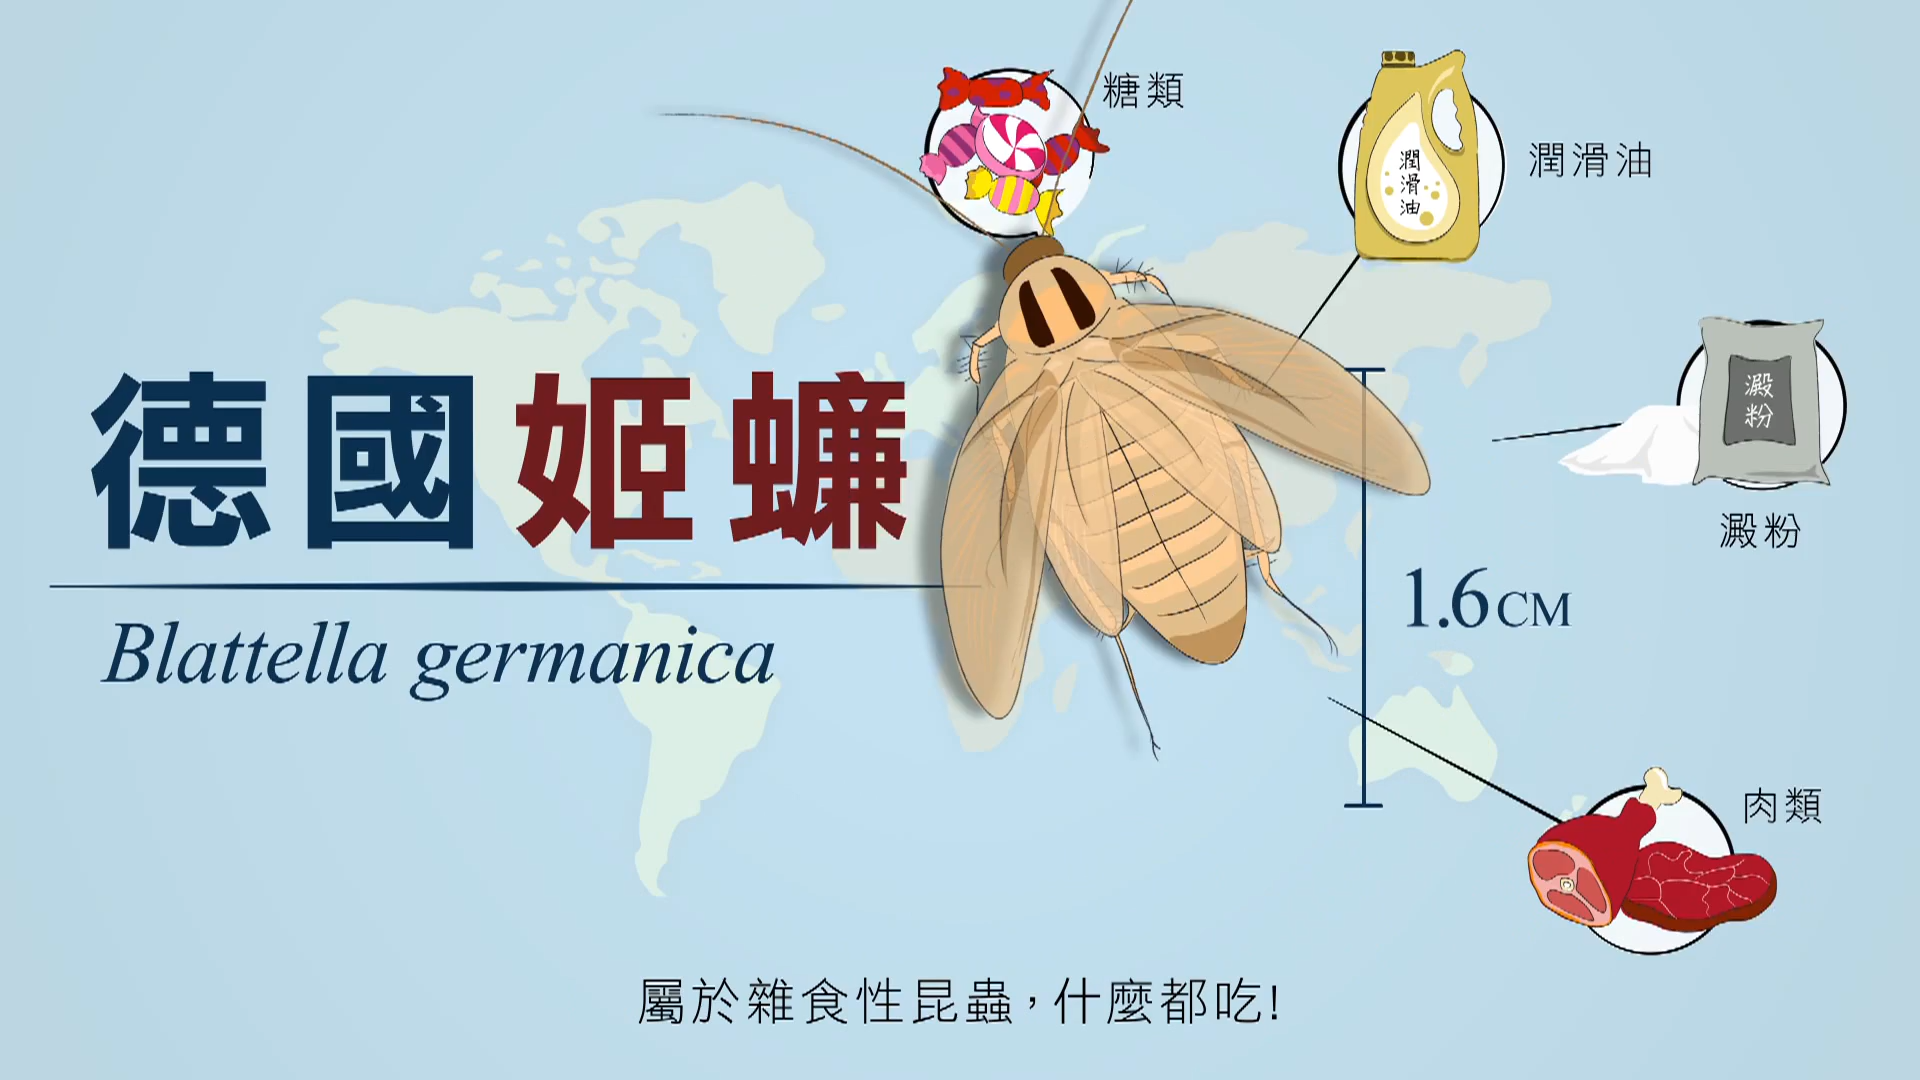 糖類
潤滑油
潤滑油
澱粉
澱粉
德國姬蠊
Blattella germanica
1.6CM
肉類
屬於雜食性昆蟲，什麼都吃!